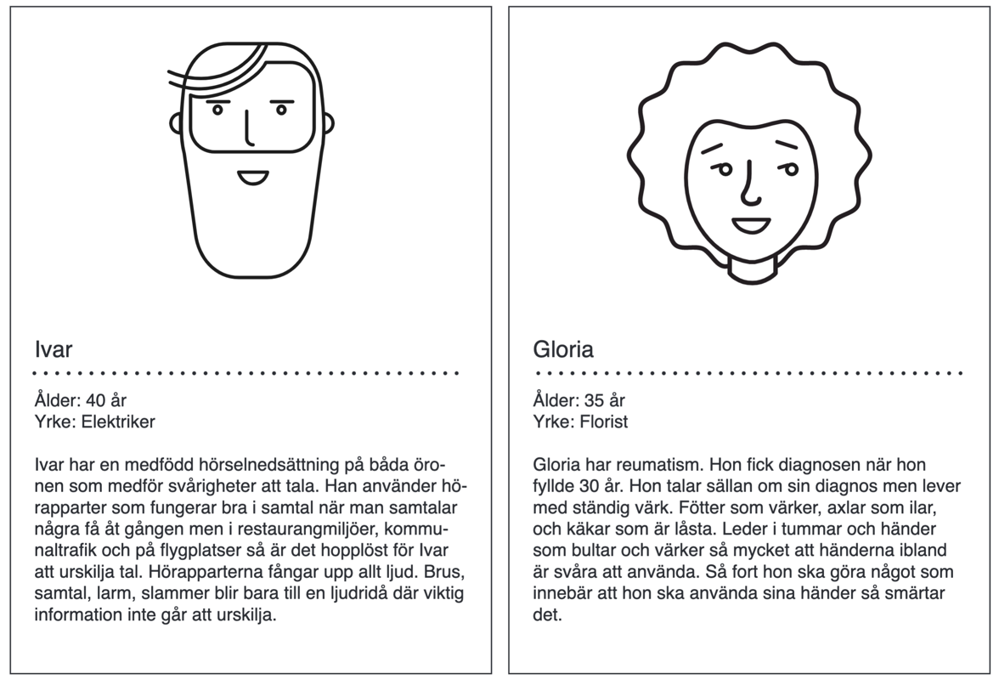 Ivar
Ålder: 40 år
Yrke: Elektriker
Ivar har en medfödd hörselnedsättning på båda öro-
nen som medför svårigheter att tala. Han använder hö-
rapparter som fungerar bra i samtal när man samtalar
några få åt gången men i restaurangmiljöer, kommu-
naltrafik och på flygplatser så är det hopplöst för Ivar
att urskilja tal. Hörapparterna fångar upp allt ljud. Brus,
samtal, larm, slammer blir bara till en ljudridå där viktig
information inte går att urskilja.
Gloria
Ålder: 35 år
Yrke: Florist
Gloria har reumatism. Hon fick diagnosen när hon
fyllde 30 år. Hon talar sällan om sin diagnos men lever
med ständig värk. Fötter som värker, axlar som ilar,
och käkar som är låsta. Leder i tummar och händer
som bultar och värker så mycket att händerna ibland
är svåra att använda. Så fort hon ska göra något som
innebär att hon ska använda sina händer så smärtar
det.